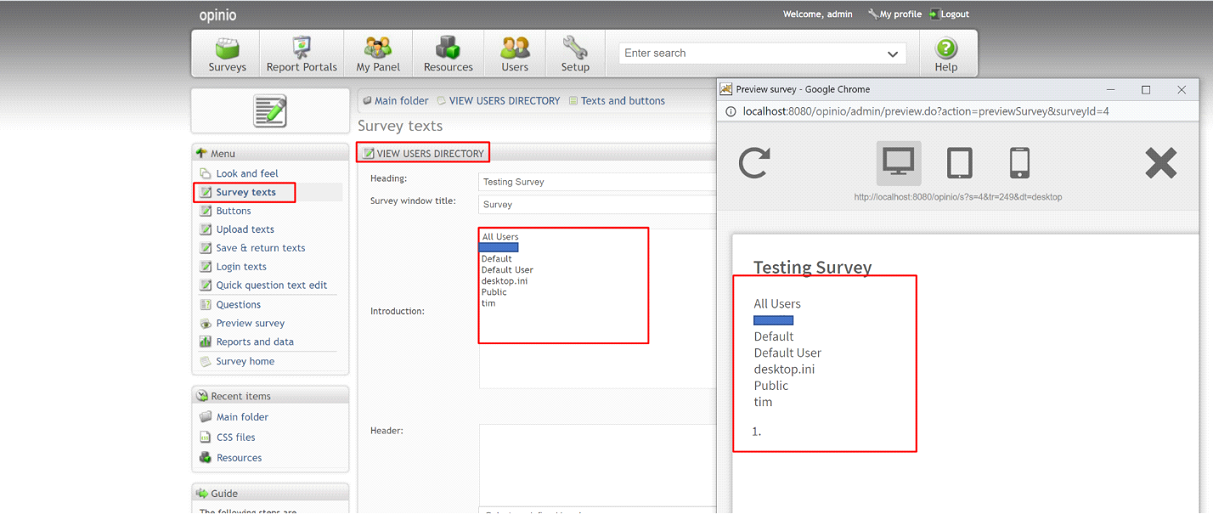 opinio
Welcome, admin My profile Logout
Surveys Report Portals My Panel Resources Users Setup Enter search Help
Main folder VIEW USERS DIRECTORY Texts and buttons
Survey texts
Menu
Look and feel
Survey texts
Buttons
Upload texts
Save & return texts
Login texts
Quick question text edit
Questions
Preview survey
Reports and data
Survey home
Recent items
Main folder
CSS files
Resources
Guide
The following steps are
VIEW USERS DIRECTORY
Heading: Testing Survey
Survey window title: Survey
Introduction:
All Users
Default
Default User
desktop.ini
Public
tim
Header:
Preview survey - Google Chrome
localhost:8080/opinio/admin/preview.do?action=previewSurvey&surveyId=4
http://localhost:8080/opinio/s?s=4&tr=249&dt=desktop
Testing Survey
All Users
Default
Default User
desktop.ini
Public
tim
1.